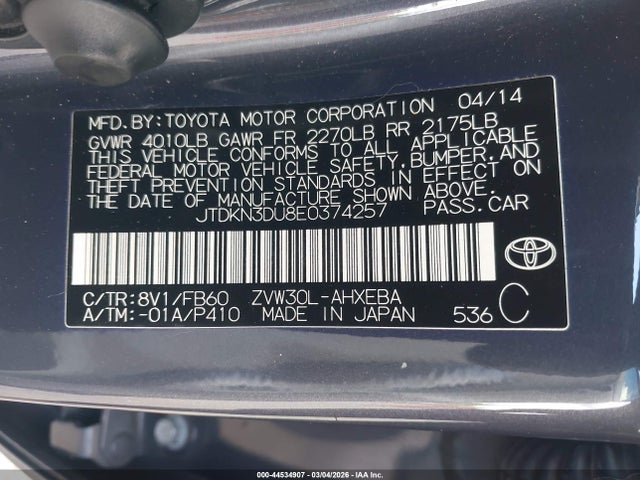 MFD.BY:TOYOTA MOTOR CORPORATION 04/14
GVWR 4010LB GAWR FR 2270LB RR 2175LB
THIS VEHICLE CONFORMS TO ALL APPLICABLE
FEDERAL MOTOR VEHICLE SAFETY,BUMPER,AND
THEFT PREVENTION STANDARDS IN EFFECT ON
THE DATE OF MANUFACTURE SHOWN ABOVE.
JTDKN3DU8E0374257 PASS.CAR
C/TR:8V1/FB60 ZVW30L-AHXEBA
A/TM:-01A/P410 MADE IN JAPAN 536 C
000-44534907 - 03/04/2026 - IAA Inc.